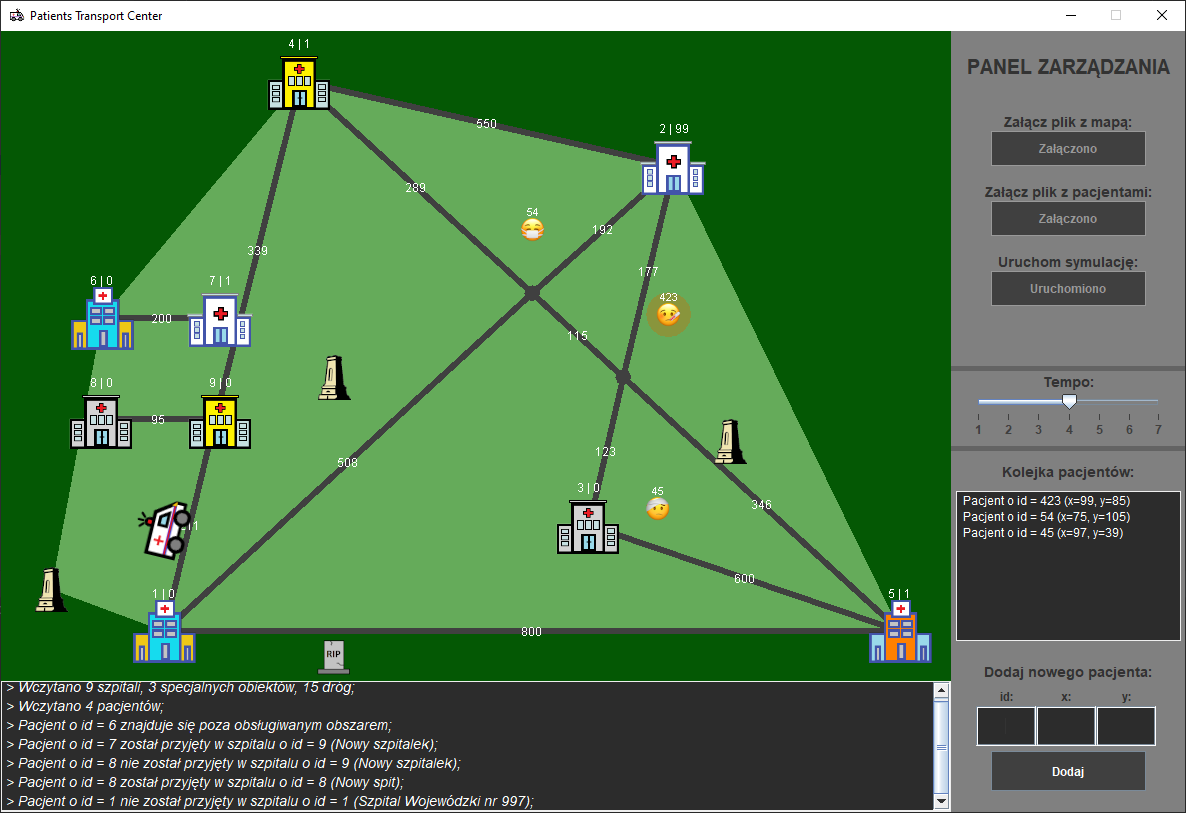 Patients Transport Center
4 | 1
550
2 | 99
289
54
192
339
177
6 | 0
7 | 1
423
200
115
8 | 0
9 | 0
95
508
123
3 | 0
45
346
1
600
1 | 0
5 | 1
800
RIP
> Wczytano 9 szpitali, 3 specjalnych obiektów, 15 dróg;
> Wczytano 4 pacjentów;
> Pacjent o id = 6 znajduje się poza obsługiwanym obszarem;
> Pacjent o id = 7 został przyjęty w szpitalu o id = 9 (Nowy szpitalek);
> Pacjent o id = 8 nie został przyjęty w szpitalu o id = 9 (Nowy szpitalek);
> Pacjent o id = 8 został przyjęty w szpitalu o id = 8 (Nowy spit);
> Pacjent o id = 1 nie został przyjęty w szpitalu o id = 1 (Szpital Wojewódzki nr 997);
PANEL ZARZĄDZANIA
Załącz plik z mapą:
Załączono
Załącz plik z pacjentami:
Załączono
Uruchom symulację:
Uruchomiono
Tempo:
1 2 3 4 5 6 7
Kolejka pacjentów:
Pacjent o id = 423 (x=99, y=85)
Pacjent o id = 54 (x=75, y=105)
Pacjent o id = 45 (x=97, y=39)
Dodaj nowego pacjenta:
id: x: y:
Dodaj